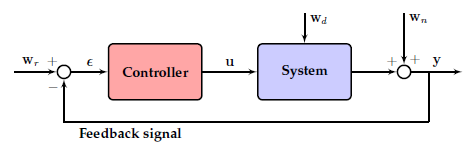 w_d w_n
w_r + ϵ Controller u System + + y
−
Feedback signal